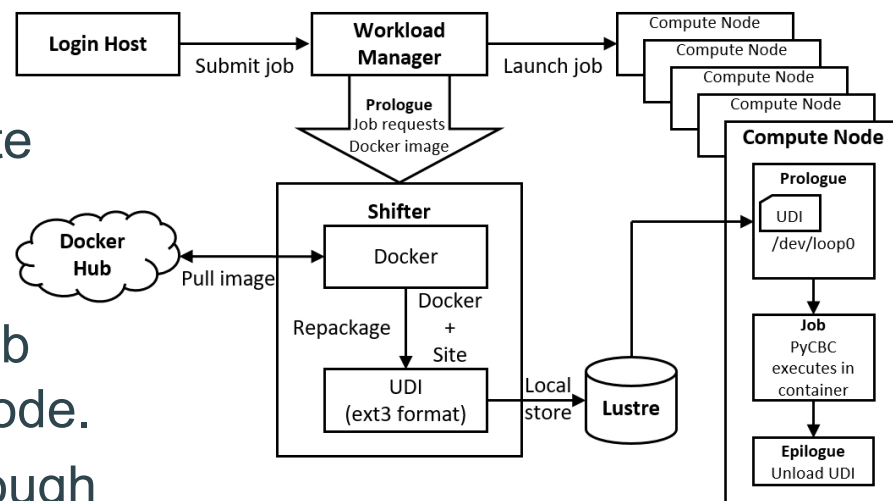 Login Host
Submit job
Workload
Manager
Launch job
Compute Node
Compute Node
Compute Node
Compute Node
Compute Node
Prologue
Job requests
Docker image
Shifter
Docker
Docker
Hub
Pull image
Repackage
Docker
+
Site
UDI
(ext3 format)
Local
store
Lustre
Prologue
UDI
/dev/loop0
Job
PyCBC
executes in
container
Epilogue
Unload UDI
te
b
ode.
ough